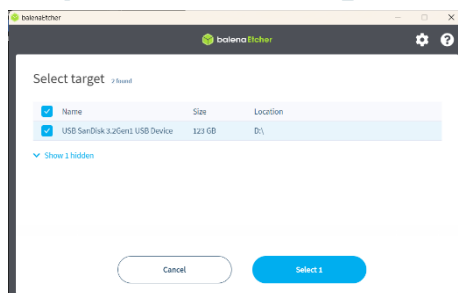 balenaEtcher
balenaEtcher
Select target 2 found
Name Size Location
USB SanDisk 3.2Gen1 USB Device 123 GB D:\
Show 1 hidden
Cancel Select 1